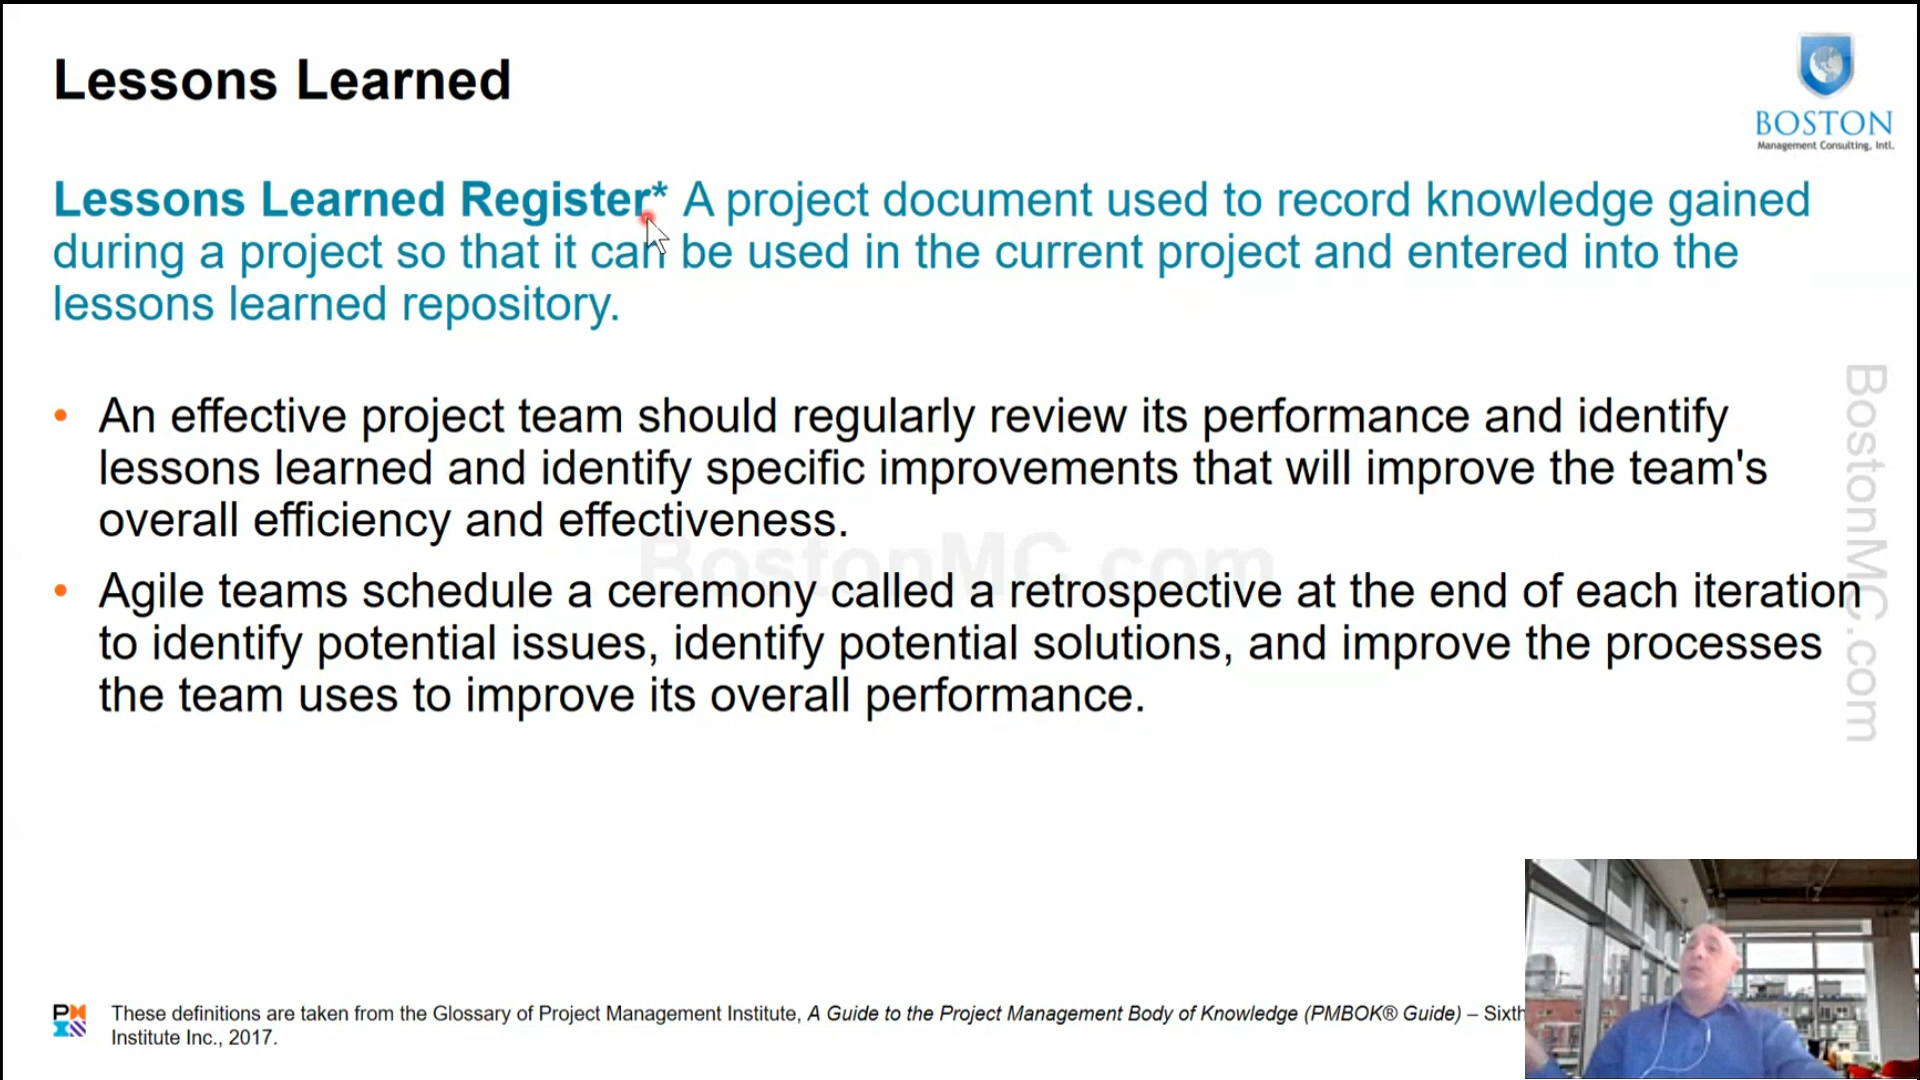 Lessons Learned
BOSTON
Management Consulting, Intl.
Lessons Learned Register* A project document used to record knowledge gained
during a project so that it can be used in the current project and entered into the
lessons learned repository.
• An effective project team should regularly review its performance and identify
lessons learned and identify specific improvements that will improve the team's
overall efficiency and effectiveness.
• Agile teams schedule a ceremony called a retrospective at the end of each iteration
to identify potential issues, identify potential solutions, and improve the processes
the team uses to improve its overall performance.
BostonMC.com
BostonMC.com
These definitions are taken from the Glossary of Project Management Institute, A Guide to the Project Management Body of Knowledge (PMBOK® Guide) – Sixth
Institute Inc., 2017.